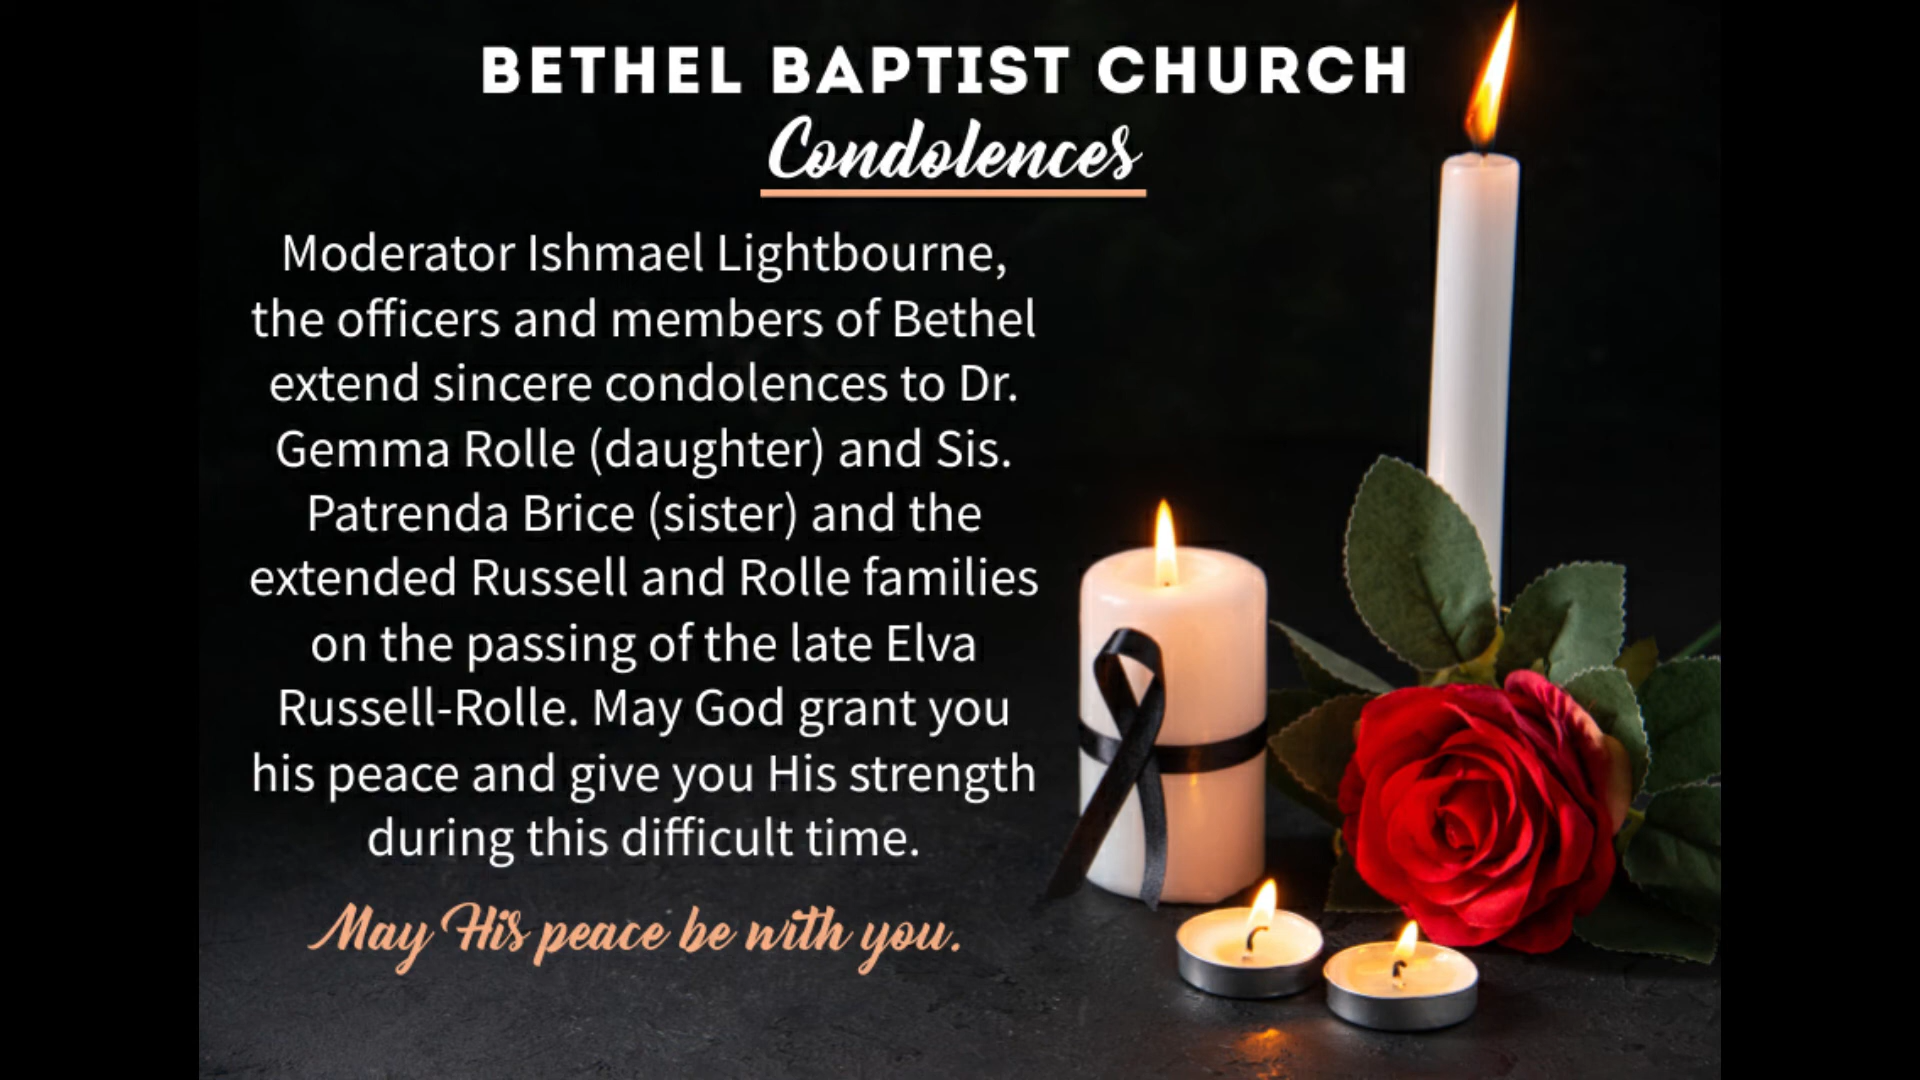 BETHEL BAPTIST CHURCH
Condolences
Moderator Ishmael Lightbourne,
the officers and members of Bethel
extend sincere condolences to Dr.
Gemma Rolle (daughter) and Sis.
Patrenda Brice (sister) and the
extended Russell and Rolle families
on the passing of the late Elva
Russell-Rolle. May God grant you
his peace and give you His strength
during this difficult time.
May His peace be with you.